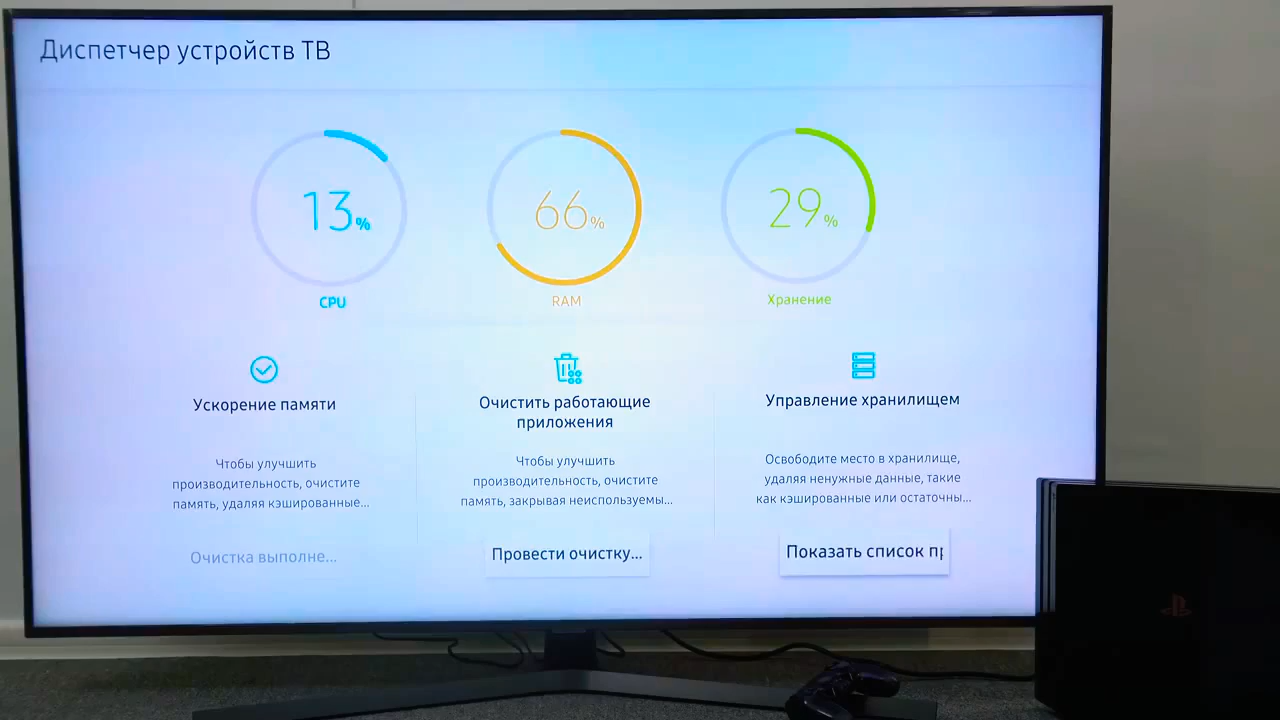 Диспетчер устройств ТВ
13%
66%
29%
CPU
RAM
Хранение
Ускорение памяти
Чтобы улучшить
производительность, очистите
память, удаляя кэшированные...
Очистка выполне...
Очистить работающие
приложения
Чтобы улучшить
производительность, очистите
память, закрывая неиспользуемы...
Провести очистку...
Управление хранилищем
Освободите место в хранилище,
удаляя ненужные данные, такие
как кэшированные или остаточны...
Показать список